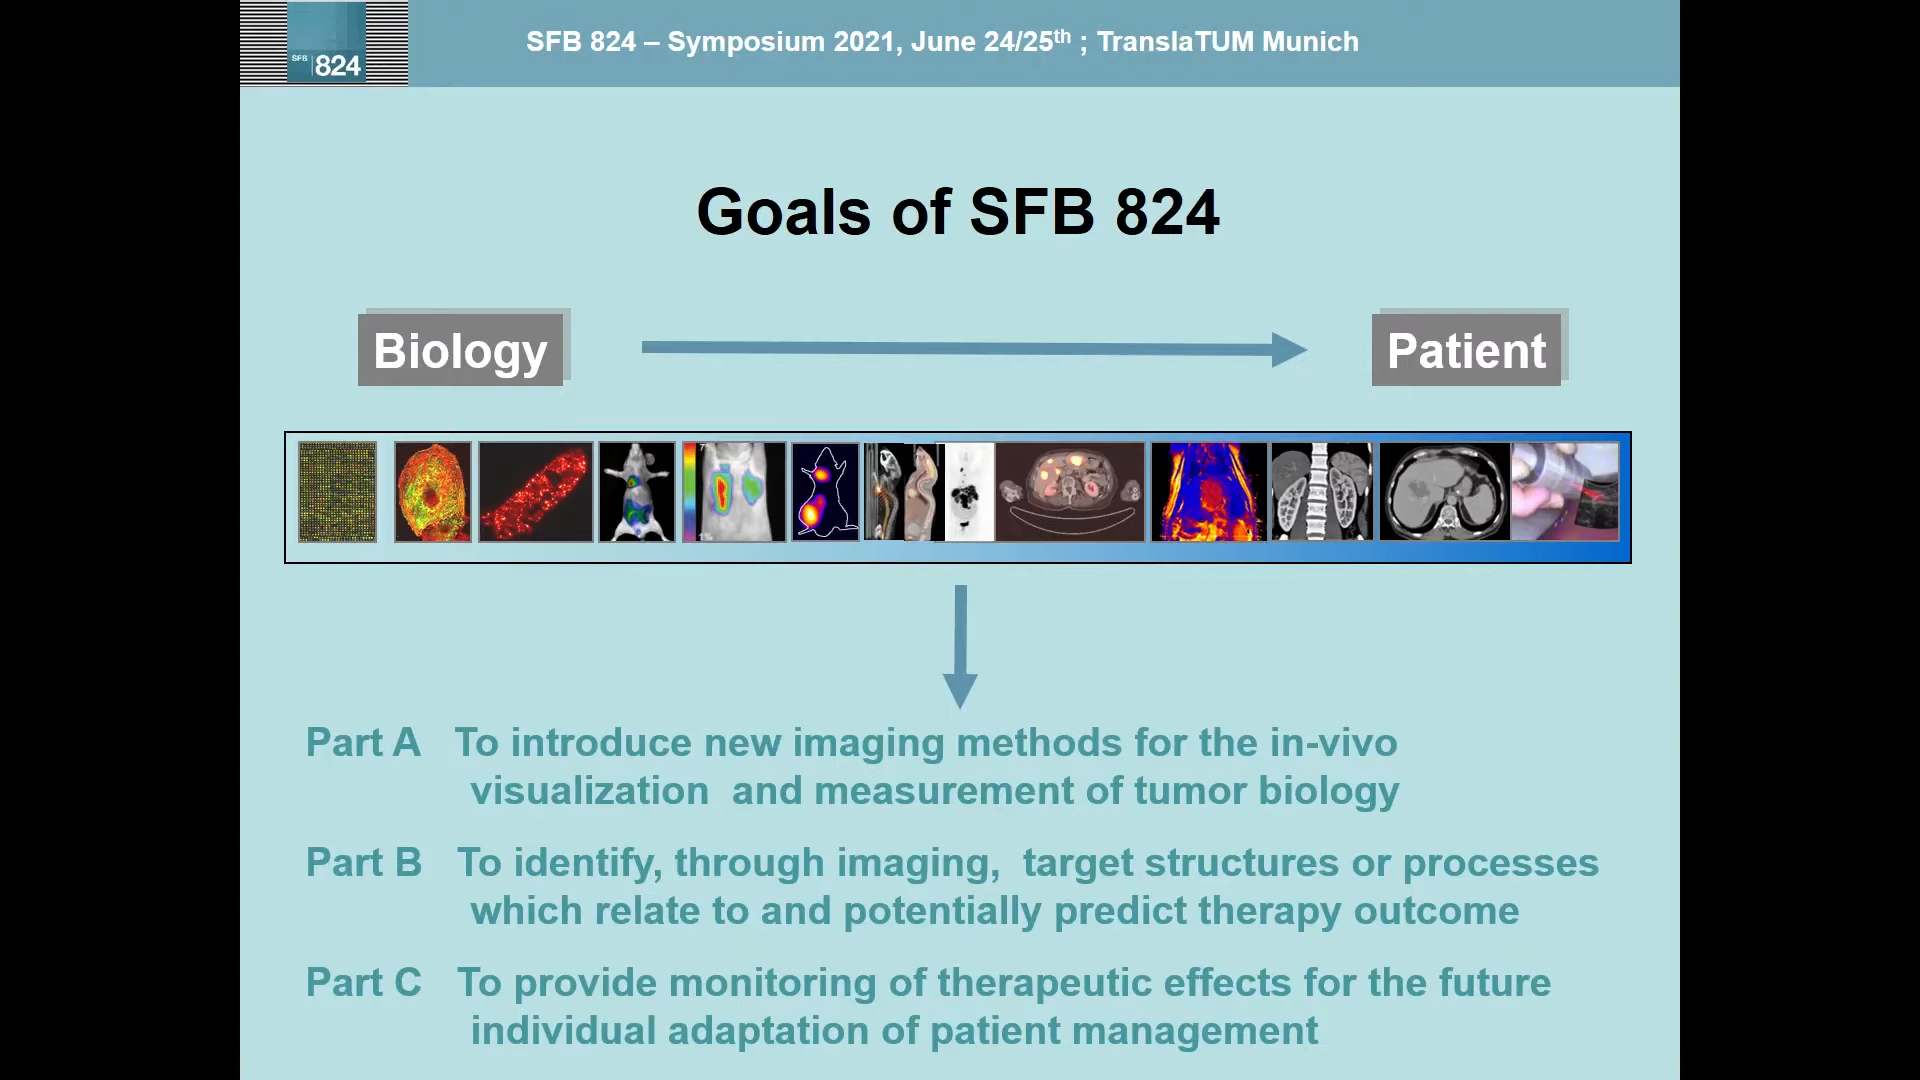 SFB 824 – Symposium 2021, June 24/25th ; TranslaTUM Munich
SFB 824
Goals of SFB 824
Biology
Patient
Part A To introduce new imaging methods for the in-vivo
visualization and measurement of tumor biology
Part B To identify, through imaging, target structures or processes
which relate to and potentially predict therapy outcome
Part C To provide monitoring of therapeutic effects for the future
individual adaptation of patient management